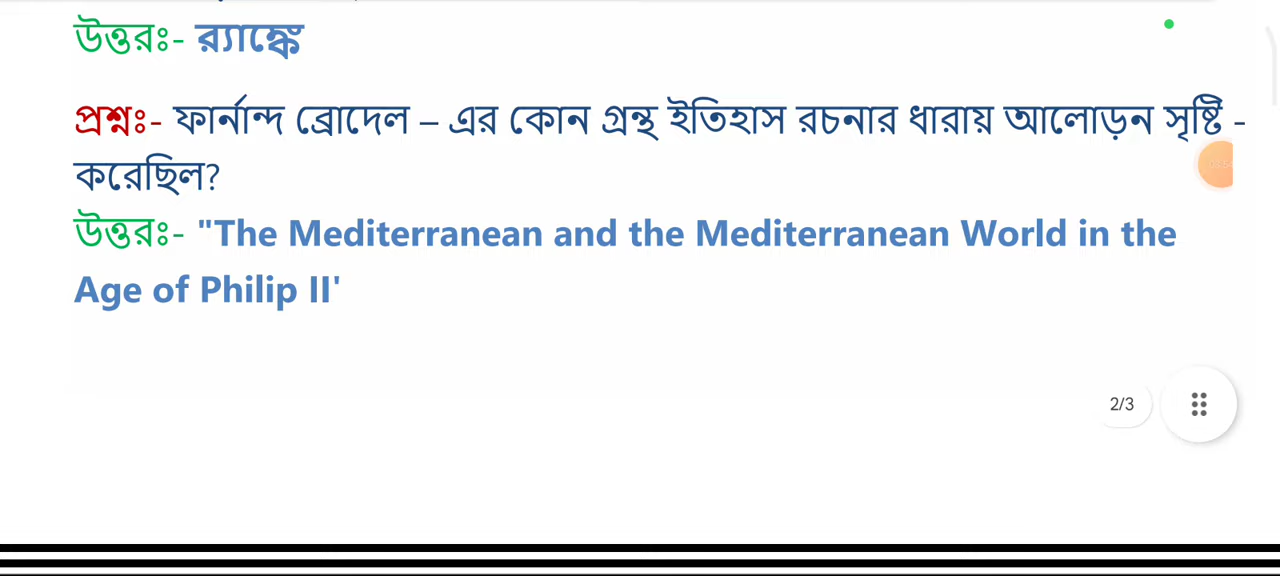 উত্তরঃ- র‍্যাঙ্কে
প্রশ্নঃ- ফার্নান্দ ব্রোদেল – এর কোন গ্রন্থ ইতিহাস রচনার ধারায় আলোড়ন সৃষ্টি -
করেছিল?
উত্তরঃ- "The Mediterranean and the Mediterranean World in the
Age of Philip II'
2/3